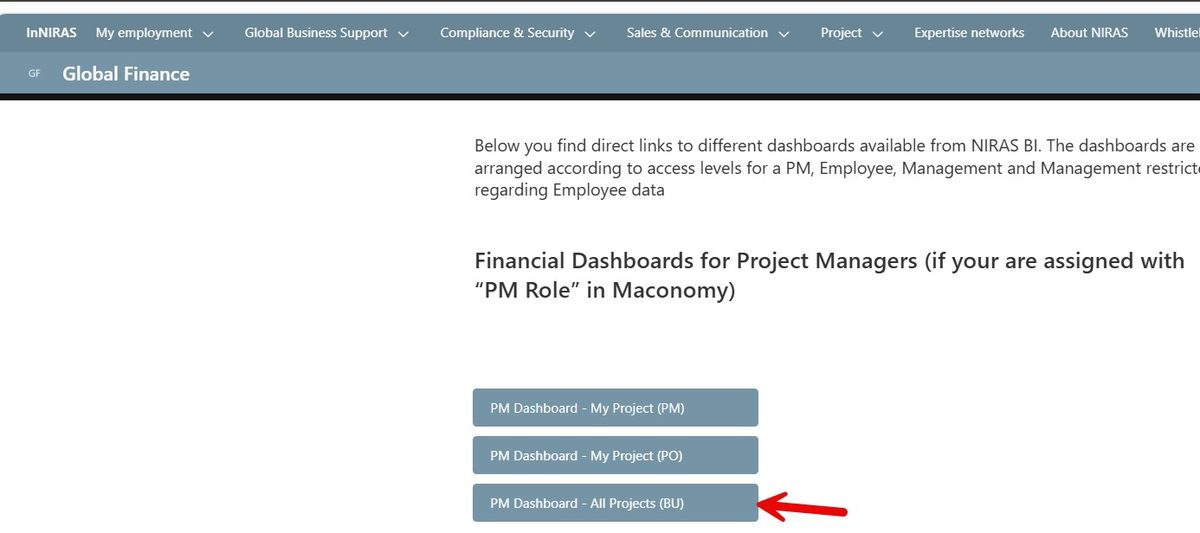 InNIRAS My employment Global Business Support Compliance & Security Sales & Communication Project Expertise networks About NIRAS
GF Global Finance
Below you find direct links to different dashboards available from NIRAS BI. The dashboards are
arranged according to access levels for a PM, Employee, Management and Management
regarding Employee data
Financial Dashboards for Project Managers (if your are assigned with
“PM Role” in Maconomy)
PM Dashboard - My Project (PM)
PM Dashboard - My Project (PO)
PM Dashboard - All Projects (BU)